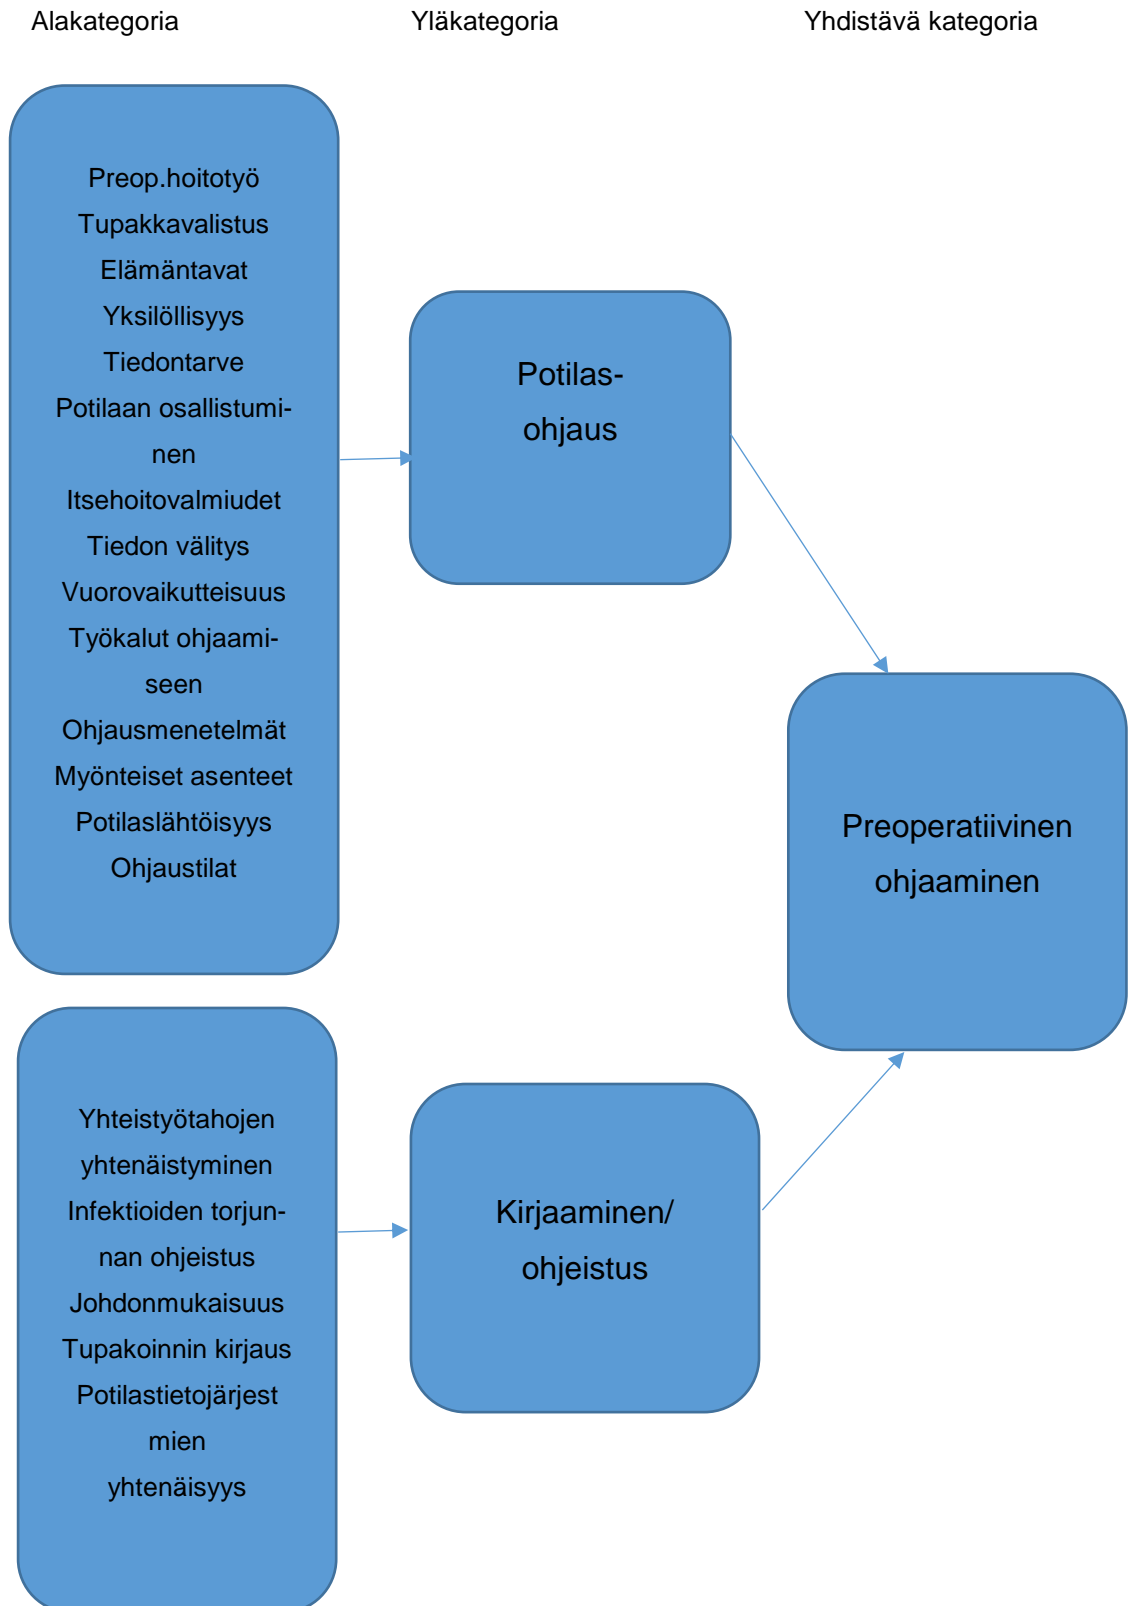 Alakategoria Yläkategoria Yhdistävä kategoria
Preop.hoitotyö
Tupakkavalistus
Elämäntavat
Yksilöllisyys
Tiedontarve
Potilaan osallistumi-
nen
Itsehoitovalmiudet
Tiedon välitys
Vuorovaikutteisuus
Työkalut ohjaami-
seen
Ohjausmenetelmät
Myönteiset asenteet
Potilaslähtöisyys
Ohjaustilat
Potilas-
ohjaus
Preoperatiivinen
ohjaaminen
Yhteistyötahojen
yhtenäistyminen
Infektioiden torjun-
nan ohjeistus
Johdonmukaisuus
Tupakoinnin kirjaus
Potilastietojärjest
mien
yhtenäisyys
Kirjaaminen/
ohjeistus